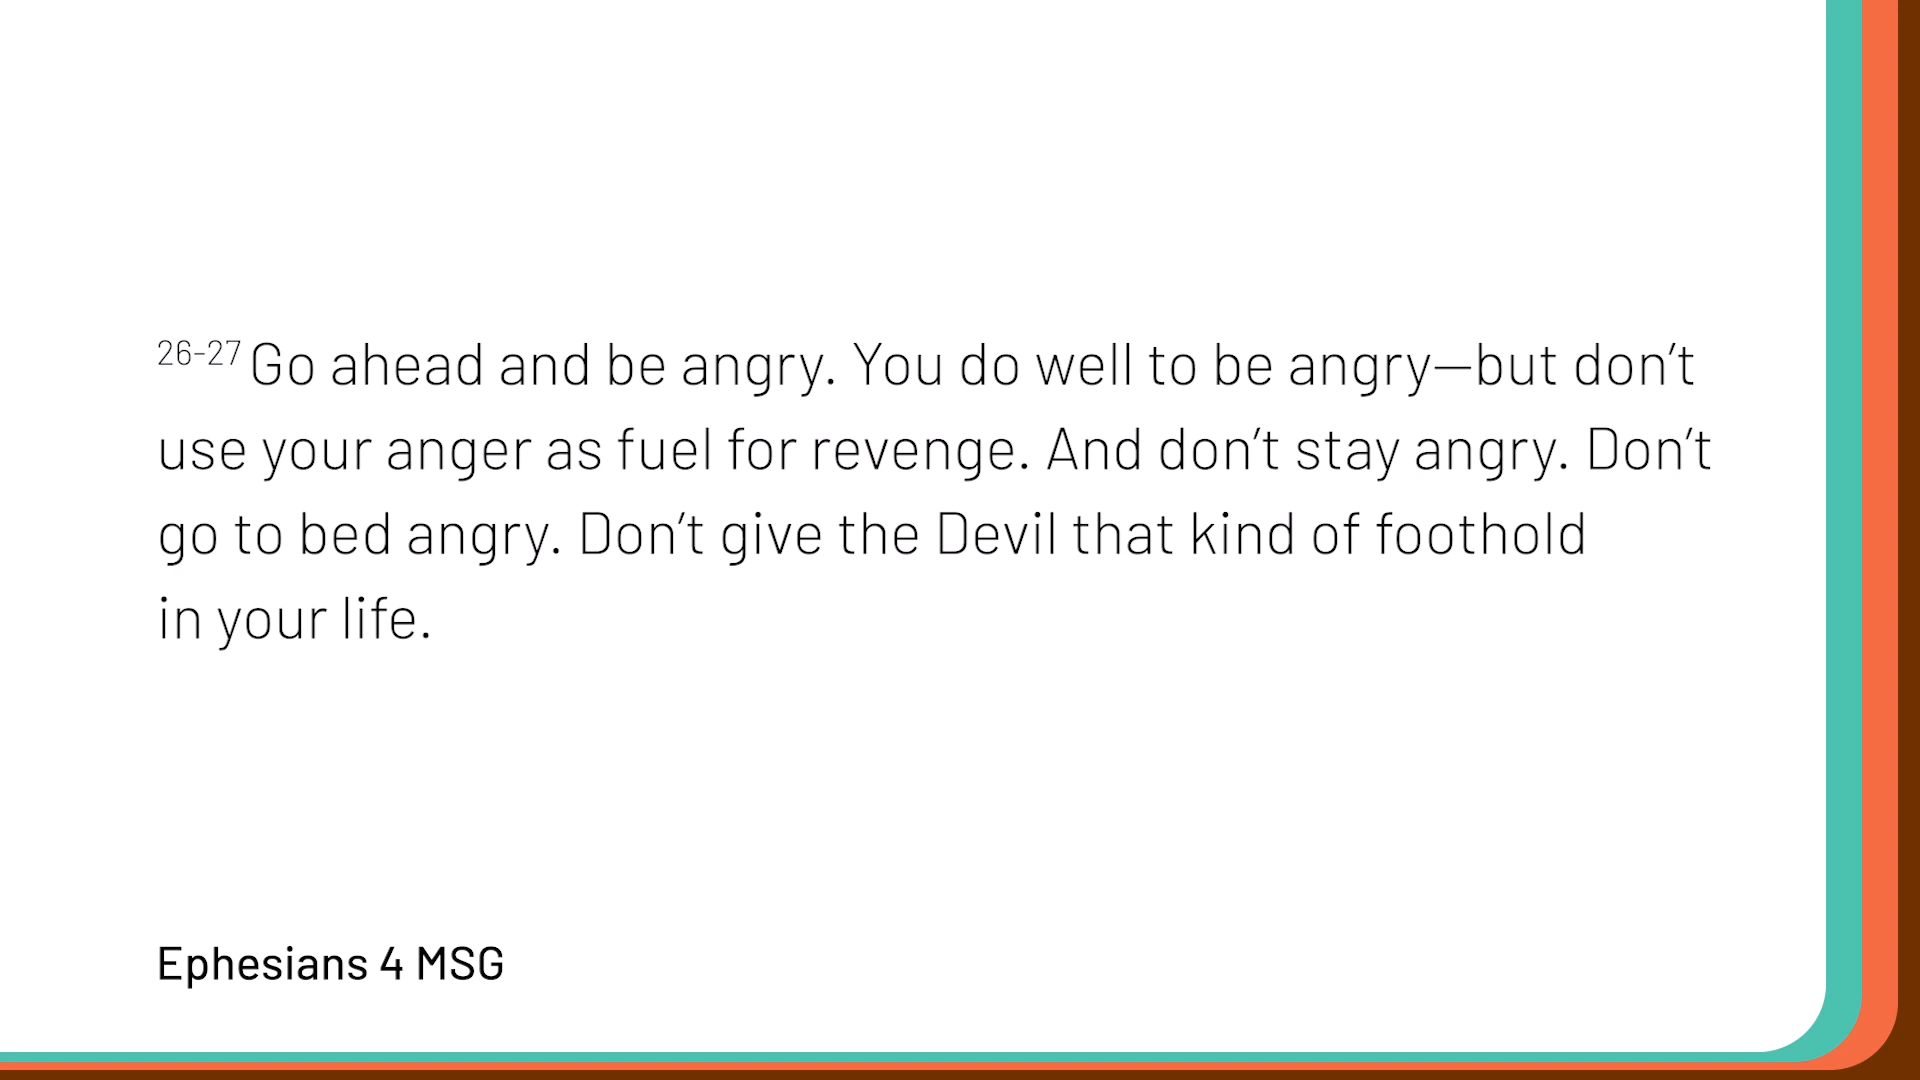 26-27 Go ahead and be angry. You do well to be angry—but don’t
use your anger as fuel for revenge. And don’t stay angry. Don’t
go to bed angry. Don’t give the Devil that kind of foothold
in your life.
Ephesians 4 MSG